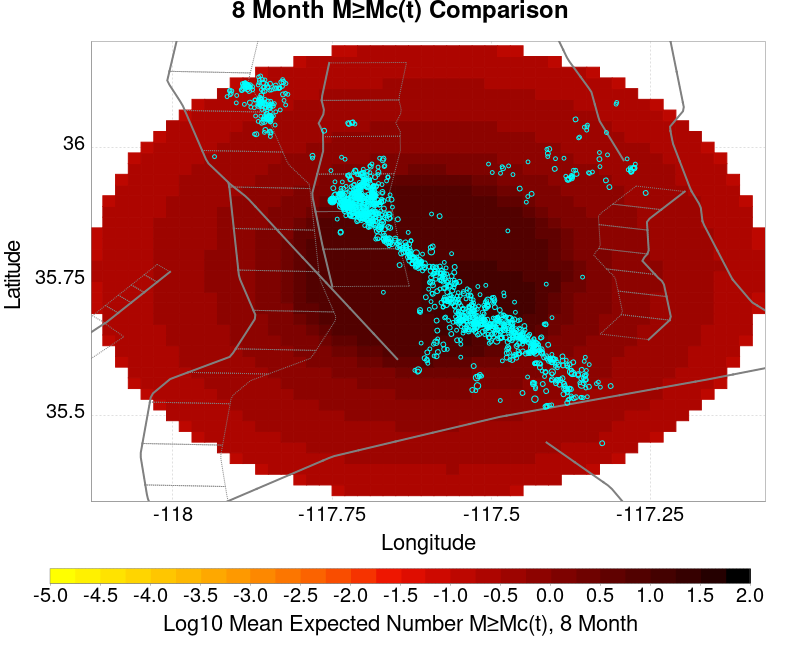 8 Month M≥Mc(t) Comparison
36
35.75
35.5
Latitude
-118 -117.75 -117.5 -117.25
Longitude
-5.0 -4.5 -4.0 -3.5 -3.0 -2.5 -2.0 -1.5 -1.0 -0.5 0.0 0.5 1.0 1.5 2.0
Log10 Mean Expected Number M≥Mc(t), 8 Month